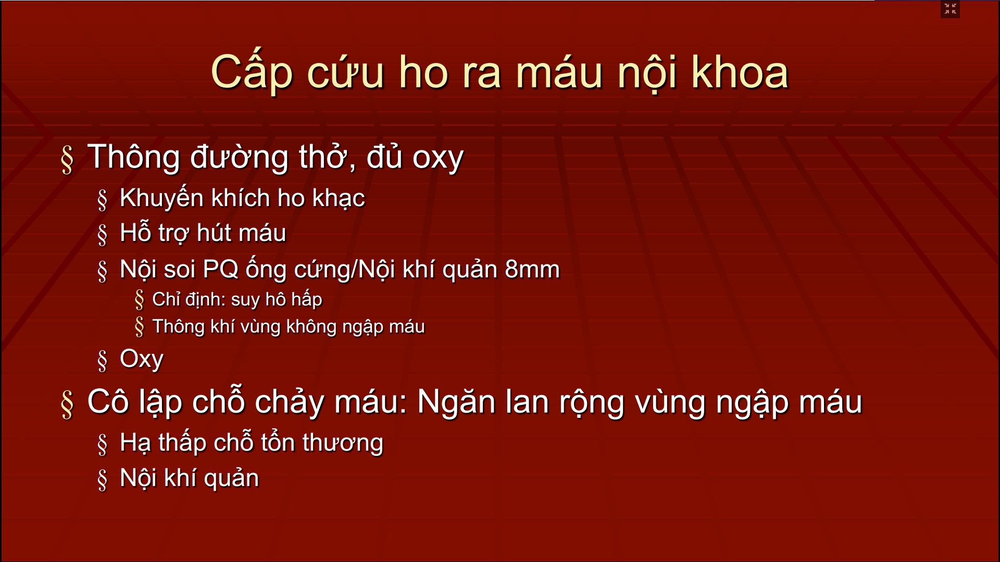 Cấp cứu ho ra máu nội khoa
§ Thông đường thở, đủ oxy
§ Khuyến khích ho khạc
§ Hỗ trợ hút máu
§ Nội soi PQ ống cứng/Nội khí quản 8mm
§ Chỉ định: suy hô hấp
§ Thông khí vùng không ngập máu
§ Oxy
§ Cô lập chỗ chảy máu: Ngăn lan rộng vùng ngập máu
§ Hạ thấp chỗ tổn thương
§ Nội khí quản